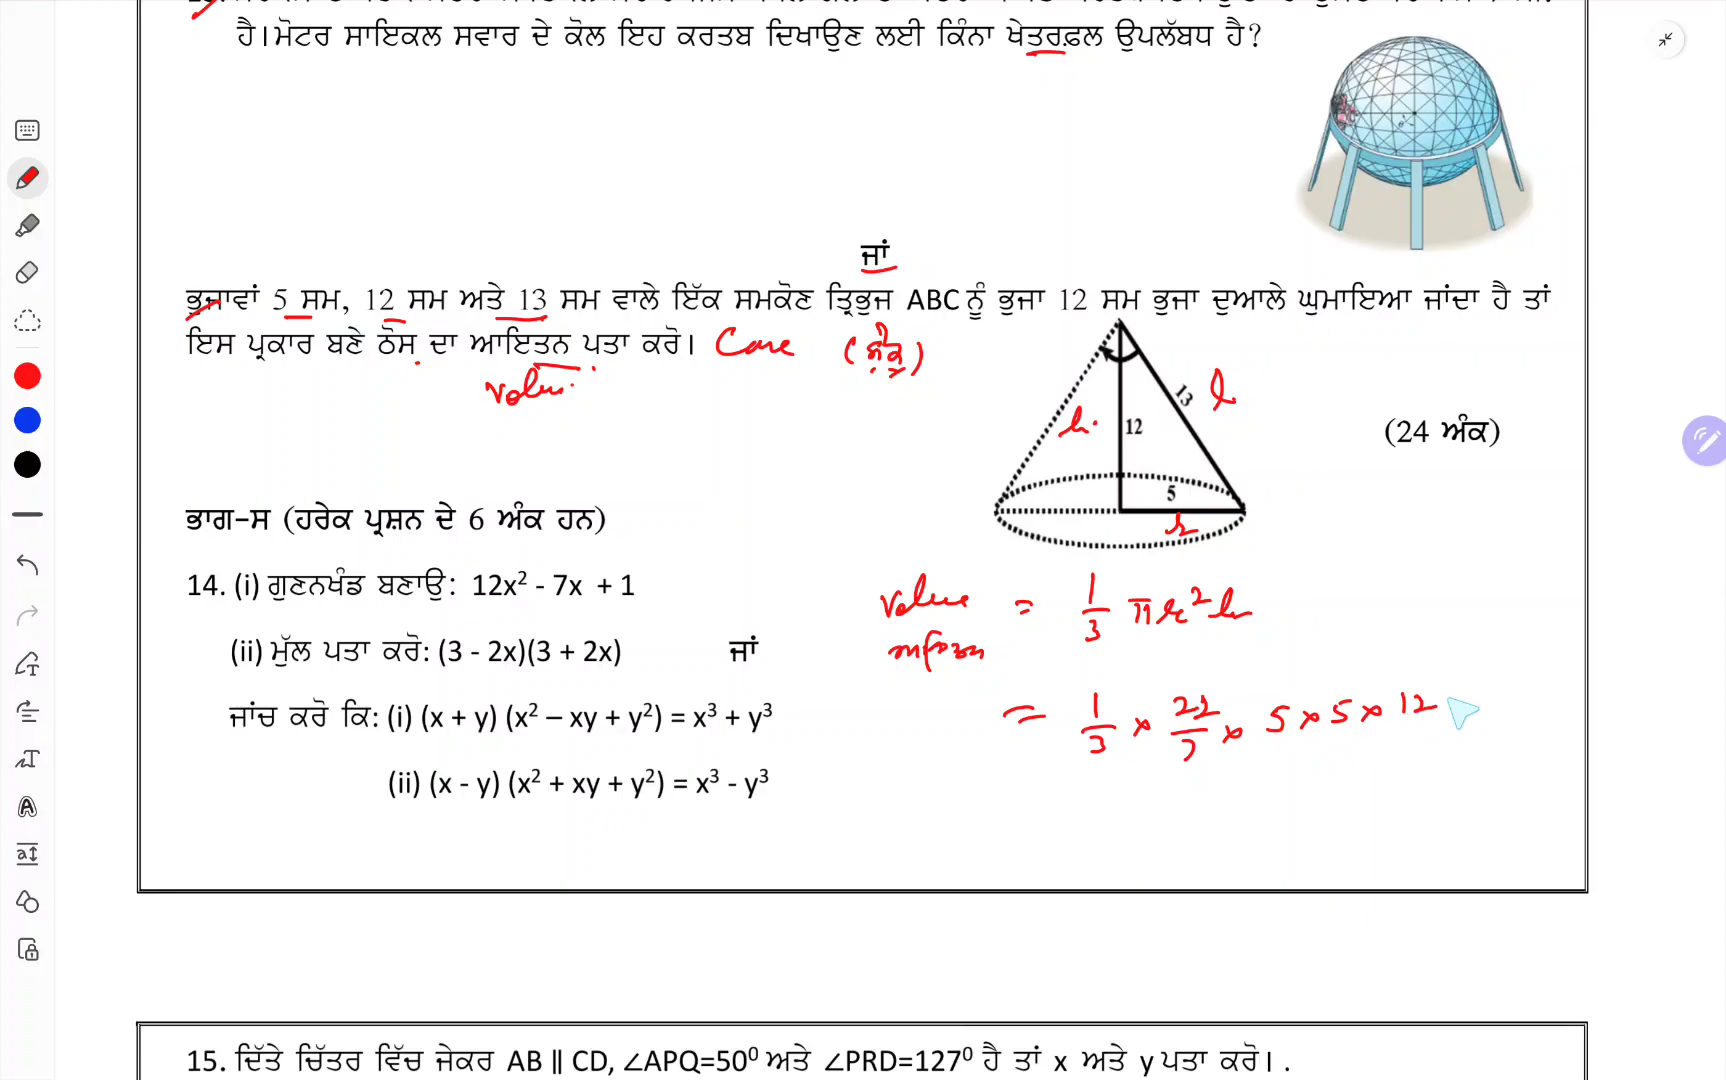 ਹੈ।ਮੋਟਰ ਸਾਇਕਲ ਸਵਾਰ ਦੇ ਕੋਲ ਇਹ ਕਰਤਬ ਦਿਖਾਉਣ ਲਈ ਕਿੰਨਾ ਖੇਤਰਫ਼ਲ ਉਪਲੱਬਧ ਹੈ?
ਜਾਂ
ਭੁਜਾਵਾਂ 5 ਸਮ, 12 ਸਮ ਅਤੇ 13 ਸਮ ਵਾਲੇ ਇੱਕ ਸਮਕੋਣ ਤ੍ਰਿਭੁਜ ABC ਨੂੰ ਭੁਜਾ 12 ਸਮ ਭੁਜਾ ਦੁਆਲੇ ਘੁਮਾਇਆ ਜਾਂਦਾ ਹੈ ਤਾਂ
ਇਸ ਪ੍ਰਕਾਰ ਬਣੇ ਠੋਸ ਦਾ ਆਇਤਨ ਪਤਾ ਕਰੋ। Cone (ਸ਼ੰਕੂ)
h 12 13 l
(24 ਅੰਕ)
5
r
ਭਾਗ-ਸ (ਹਰੇਕ ਪ੍ਰਸ਼ਨ ਦੇ 6 ਅੰਕ ਹਨ)
14. (i) ਗੁਣਨਖੰਡ ਬਣਾਉ: 12x² - 7x + 1
= 1/3 πr²h
(ii) ਮੁੱਲ ਪਤਾ ਕਰੋ: (3 - 2x)(3 + 2x) ਜਾਂ
ਜਾਂਚ ਕਰੋ ਕਿ: (i) (x + y) (x² – xy + y²) = x³ + y³
= 1/3 × 22/7 × 5 × 5 × 12
(ii) (x - y) (x² + xy + y²) = x³ - y³
15. ਦਿੱਤੇ ਚਿੱਤਰ ਵਿੱਚ ਜੇਕਰ AB ∥ CD, ∠APQ=50⁰ ਅਤੇ ∠PRD=127⁰ ਹੈ ਤਾਂ x ਅਤੇ y ਪਤਾ ਕਰੋ। .